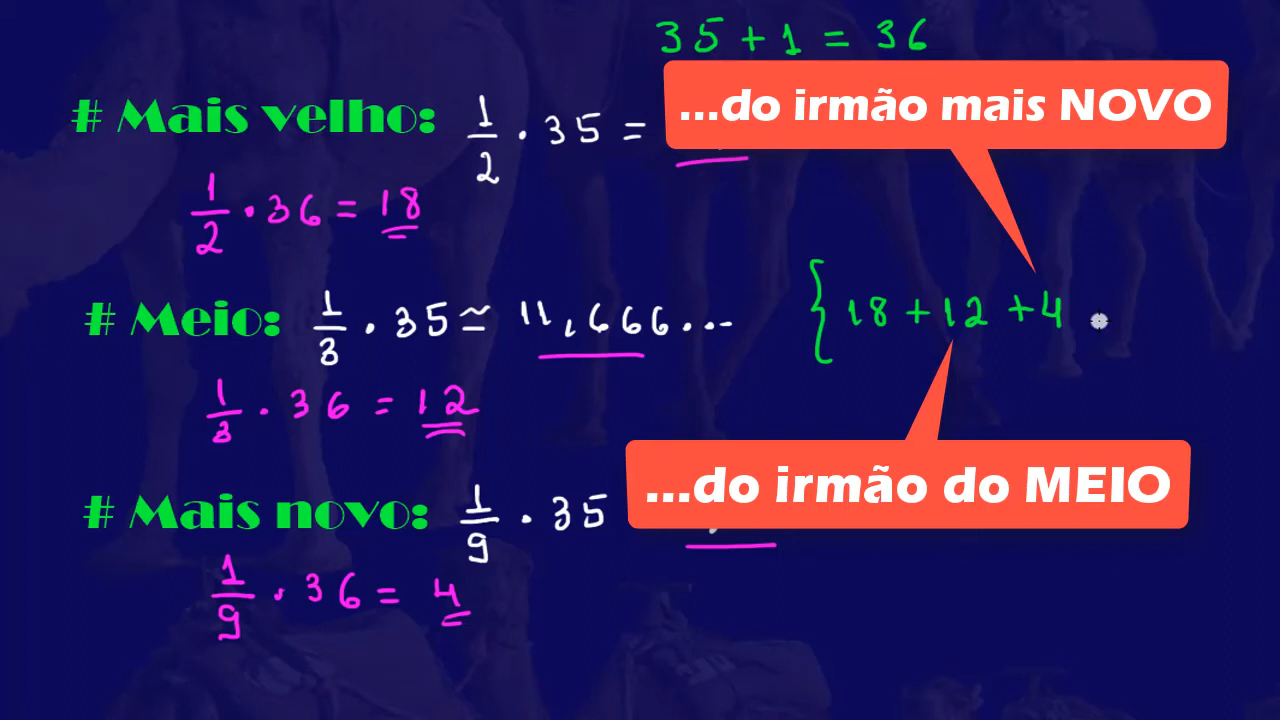 35 + 1 = 36
...do irmão mais NOVO
# Mais velho: 1/2 · 35 =
1/2 · 36 = 18
# Meio: 1/3 · 35 ≃ 11,666...
{ 18 + 12 + 4
1/3 · 36 = 12
...do irmão do MEIO
# Mais novo: 1/9 · 35
1/9 · 36 = 4